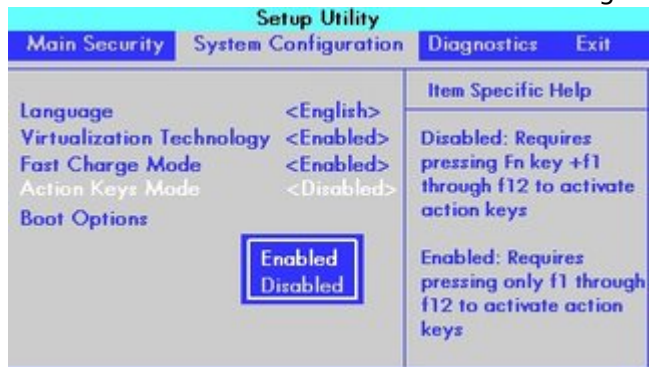 Setup Utility
Main Security System Configuration Diagnostics Exit
Language <English>
Virtualization Technology <Enabled>
Fast Charge Mode <Enabled>
Action Keys Mode <Disabled>
Boot Options
Enabled
Disabled
Item Specific Help
Disabled: Requires
pressing Fn key +f1
through f12 to activate
action keys
Enabled: Requires
pressing only f1 through
f12 to activate action
keys